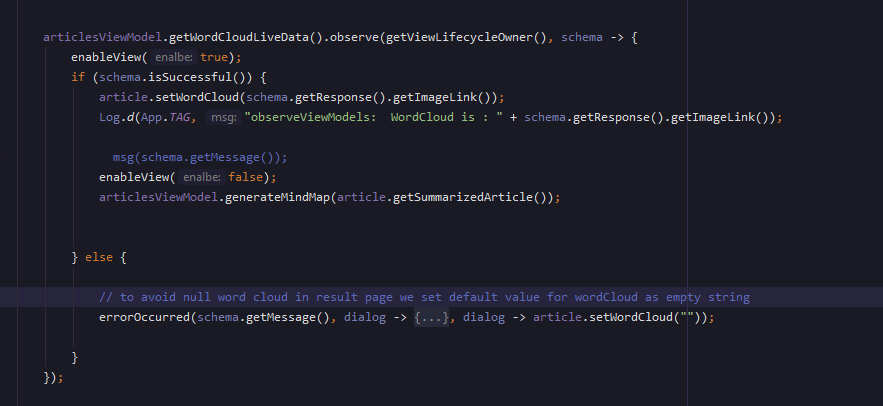 articlesViewModel.getWordCloudLiveData().observe(getViewLifecycleOwner(), schema -> {
enableView( enalbe: true);
if (schema.isSuccessful()) {
article.setWordCloud(schema.getResponse().getImageLink());
Log.d(App.TAG, msg: "observeViewModels:  WordCloud is : " + schema.getResponse().getImageLink());
msg(schema.getMessage());
enableView( enalbe: false);
articlesViewModel.generateMindMap(article.getSummarizedArticle());
} else {
// to avoid null word cloud in result page we set default value for wordCloud as empty string
errorOccurred(schema.getMessage(), dialog -> {...}, dialog -> article.setWordCloud(""));
}
});